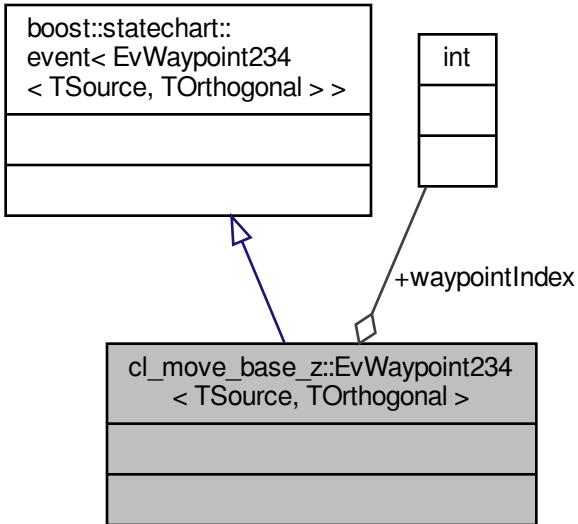 boost::statechart::
event< EvWaypoint234
< TSource, TOrthogonal > >
int
+waypointIndex
cl_move_base_z::EvWaypoint234
< TSource, TOrthogonal >